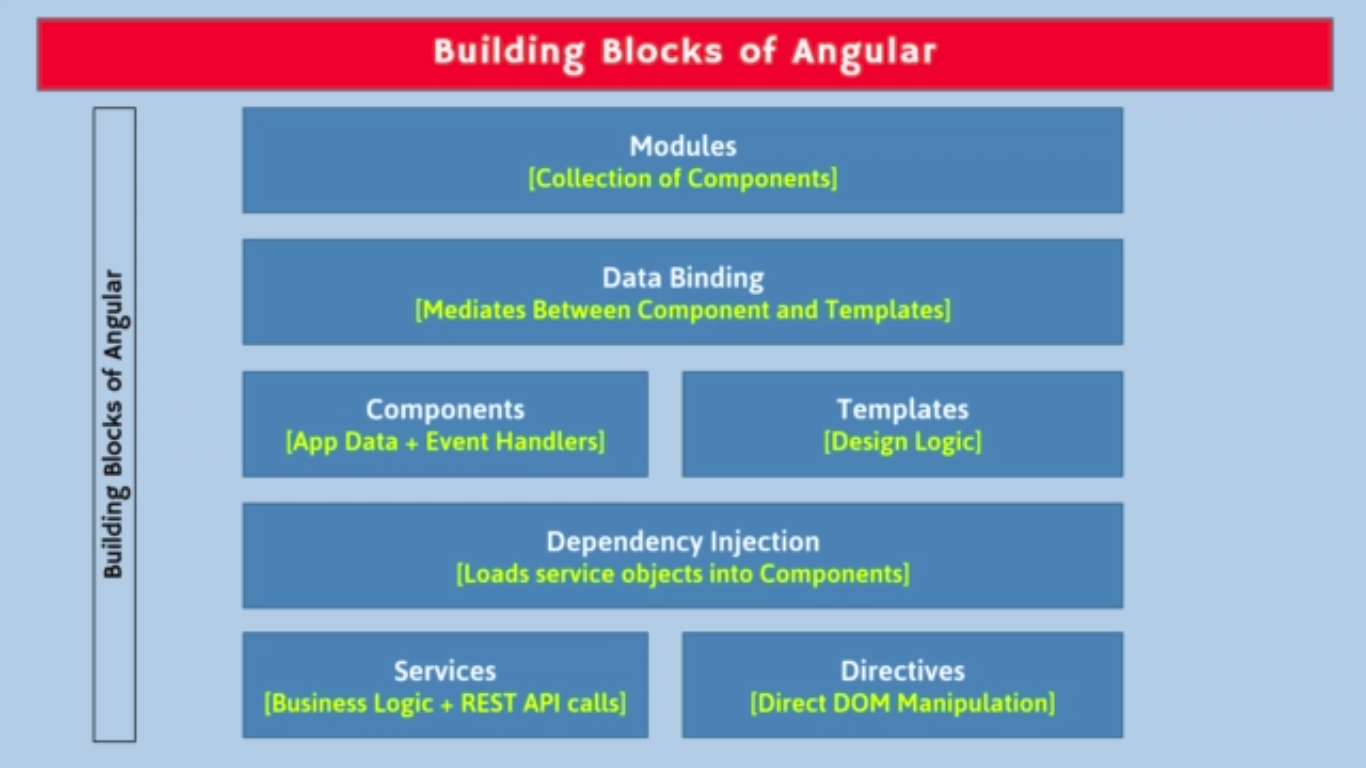 Building Blocks of Angular
Building Blocks of Angular
Modules
[Collection of Components]
Data Binding
[Mediates Between Component and Templates]
Components
[App Data + Event Handlers]
Templates
[Design Logic]
Dependency Injection
[Loads service objects into Components]
Services
[Business Logic + REST API calls]
Directives
[Direct DOM Manipulation]